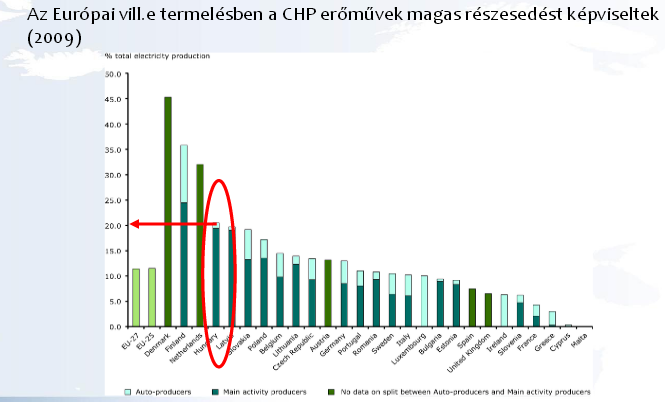 Az Európai vill.e termelésben a CHP erőművek magas részesedést képviseltek
(2009)
% total electricity production
50.0
45.0
40.0
35.0
30.0
25.0
20.0
15.0
10.0
5.0
0.0
EU-27
EU-25
Denmark
Finland
Netherlands
Hungary
Latvia
Slovakia
Poland
Belgium
Lithuania
Czech Republic
Austria
Germany
Portugal
Romania
Sweden
Italy
Luxembourg
Bulgaria
Estonia
Spain
United Kingdom
Ireland
Slovenia
France
Greece
Cyprus
Malta
Auto-producers Main activity producers No data on split between Auto-producers and Main activity producers